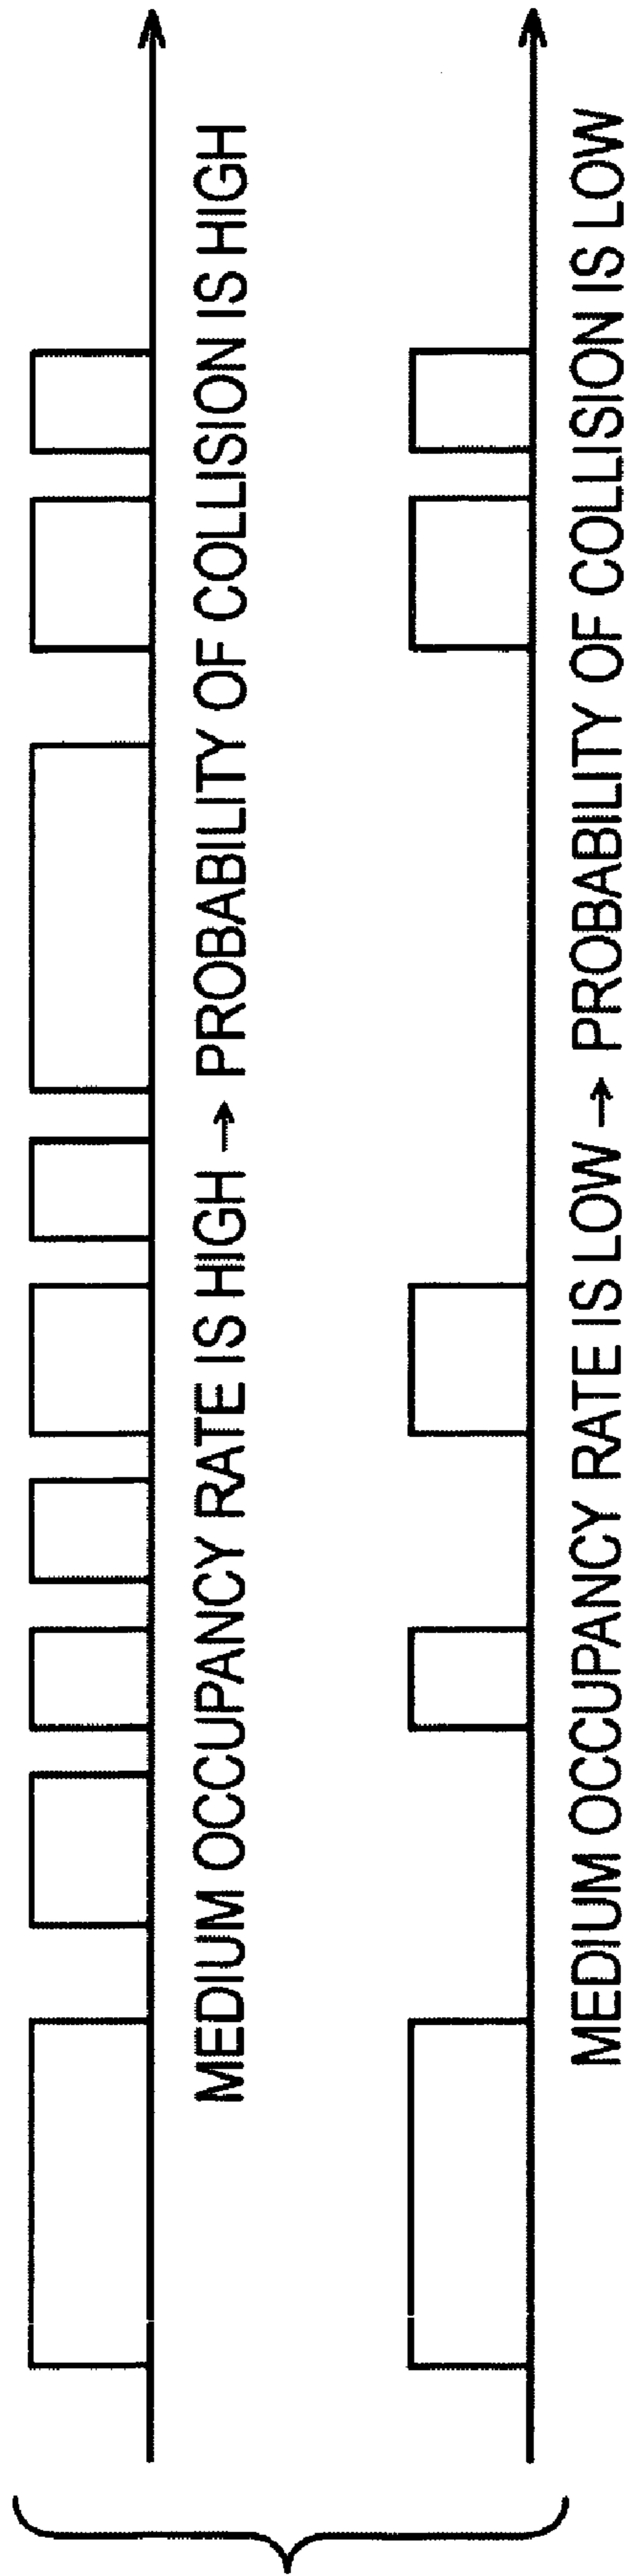 MEDIUM OCCUPANCY RATE IS HIGH → PROBABILITY OF COLLISION IS HIGH
MEDIUM OCCUPANCY RATE IS LOW → PROBABILITY OF COLLISION IS LOW